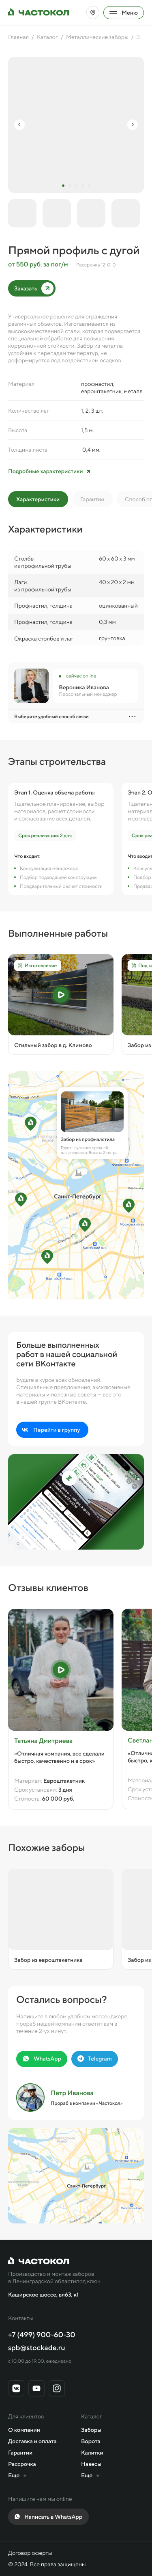 ЧАСТОКОЛ
Меню
Главная / Каталог / Металлические заборы / З
Прямой профиль с дугой
от 550 руб. за пог/м
Рассрочка 0-0-0
Заказать
Универсальное решение для ограждения
различных объектов. Изготавливается из
высококачественной стали, которая подвергается
специальной обработке для повышения
коррозионной стойкости. Забор из металла
устойчив к перепадам температур, не
деформируется под воздействием осадков.
Материал:
профнастил,
евроштакетник, металл
Количество лаг
1, 2, 3 шт.
Высота
1,5 м.
Толщина листа
0,4 мм.
Подробные характеристики
Характеристики
Гарантии
Способ оп
Характеристики
Столбы
из профильной трубы
60 х 60 х 3 мм
Лаги
из профильной трубы
40 х 20 х 2 мм
Профнастил, толщина
оцинкованный
Профнастил, толщина
0,3 мм
Окраска столбов и лаг
грунтовка
сейчас online
Вероника Иванова
Персональный менеджер
Выберите удобный способ связи
Этапы строительства
Этап 1. Оценка объема работы
Тщательное планирование, выбор
материалов, расчет стоимости
и согласование всех деталей.
Срок реализации: 2 дня
Что входит:
Консультация менеджера
Подбор подходящей конструкции
Предварительный расчет стоимости
Этап 2. О
Тщатель
материа
и соглас
Срок реа
Что входит
Консуль
Подбор
Предвар
Выполненные работы
Изготовление
Стильный забор в д. Климово
Под к
Забор из
Забор из профнастила
Санкт-Петербург
Больше выполненных
работ в нашей социальной
сети ВКонтакте
Будьте в курсе всех обновлений.
Специальные предложения, эксклюзивные
материалы и полезные советы – все это
в нашей группе ВКонтакте.
Перейти в группу
Отзывы клиентов
Татьяна Дмитриева
«Отличная компания, все сделали
быстро, качественно и в срок»
Материал: Евроштакетник
Срок установки: 3 дня
Стомость: 60 000 руб.
Светлан
«Отличн
быстро, к
Материа
Срок уст
Стомост
Похожие заборы
Забор из евроштакетника
Забор из
Остались вопросы?
Напишите в любой удобном мессенджере,
прораб нашей компании ответит вам в
течение 2-х минут:
WhatsApp
Telegram
Петр Иванова
Прораб в компании «Частокол»
Санкт-Петербург
ЧАСТОКОЛ
Производство и монтаж заборов
в Ленинградской области под ключ
Каширское шоссе, вл63, к1
Контакты
+7 (499) 900-60-30
spb@stockade.ru
с 10:00 до 19:00, ежедневно
Для клиентов
О компании
Доставка и оплата
Гарантии
Рассрочка
Еще +
Каталог
Заборы
Ворота
Калитки
Навесы
Еще +
Напишите нам мы online
Написать в WhatsApp
Договор оферты
© 2024. Все права защищены